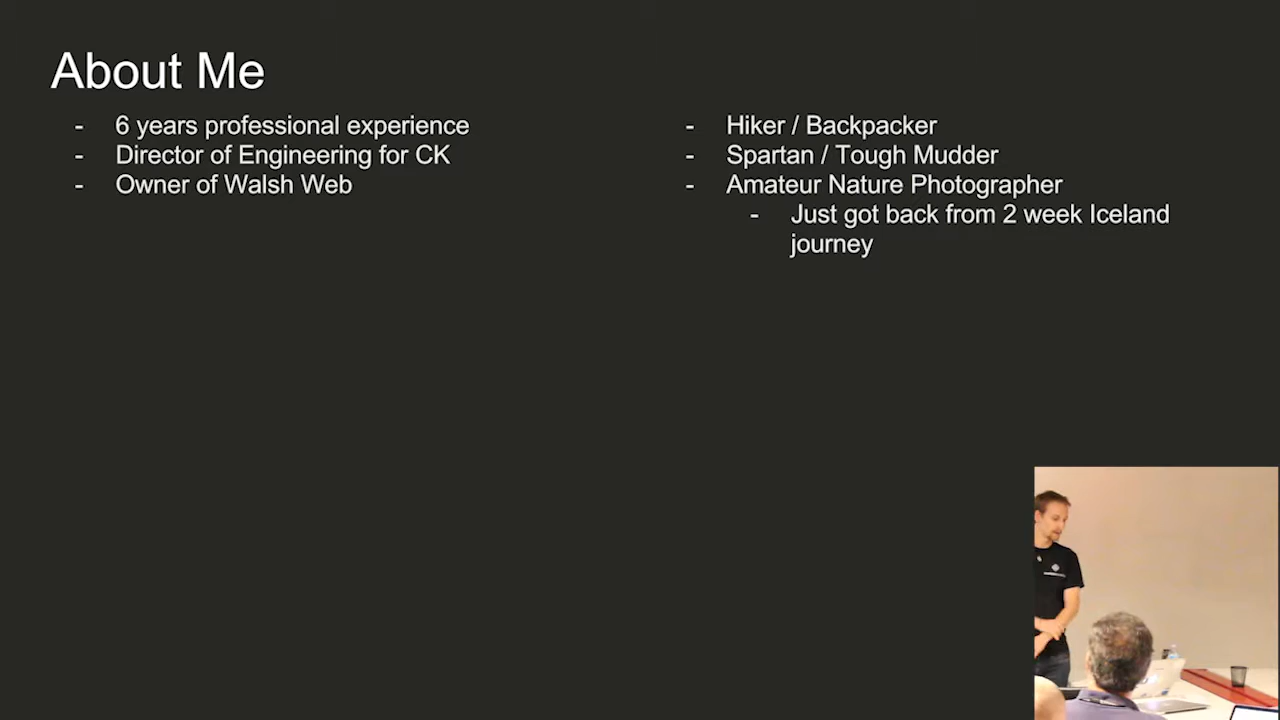 About Me
- 6 years professional experience
- Director of Engineering for CK
- Owner of Walsh Web
- Hiker / Backpacker
- Spartan / Tough Mudder
- Amateur Nature Photographer
- Just got back from 2 week Iceland
journey